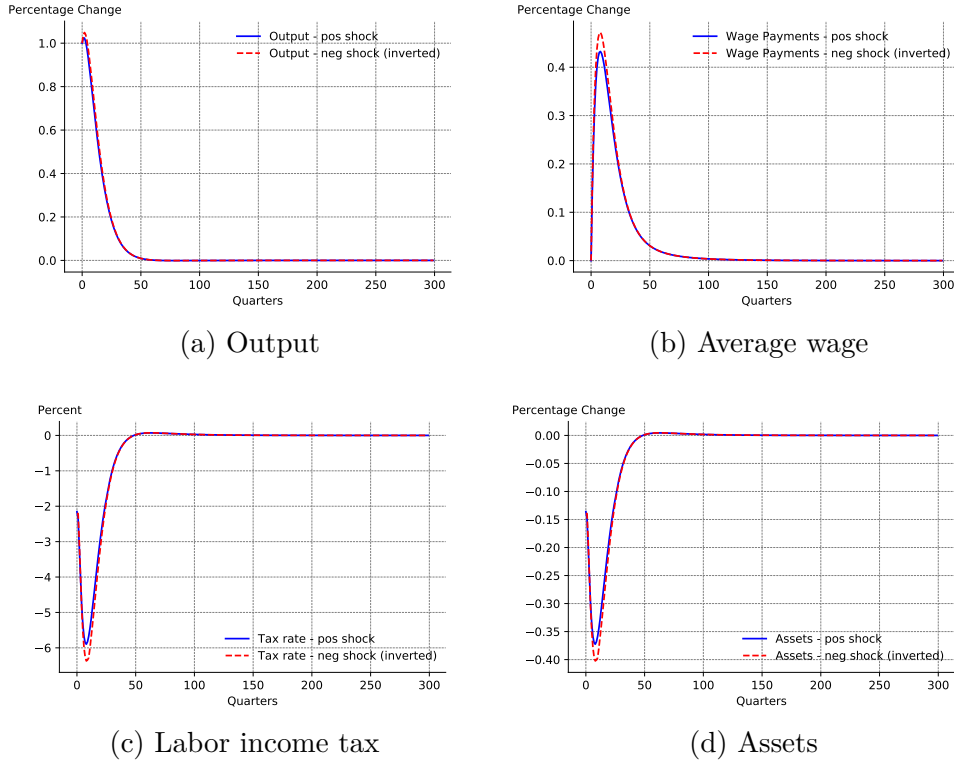 Percentage Change
Output - pos shock
Output - neg shock (inverted)
1.0
0.8
0.6
0.4
0.2
0.0
0 50 100 150 200 250 300
Quarters
(a) Output
Percentage Change
Wage Payments - pos shock
Wage Payments - neg shock (inverted)
0.4
0.3
0.2
0.1
0.0
0 50 100 150 200 250 300
Quarters
(b) Average wage
Percent
0
−1
−2
−3
−4
−5
−6
Tax rate - pos shock
Tax rate - neg shock (inverted)
0 50 100 150 200 250 300
Quarters
(c) Labor income tax
Percentage Change
0.00
−0.05
−0.10
−0.15
−0.20
−0.25
−0.30
−0.35
−0.40
Assets - pos shock
Assets - neg shock (inverted)
0 50 100 150 200 250 300
Quarters
(d) Assets